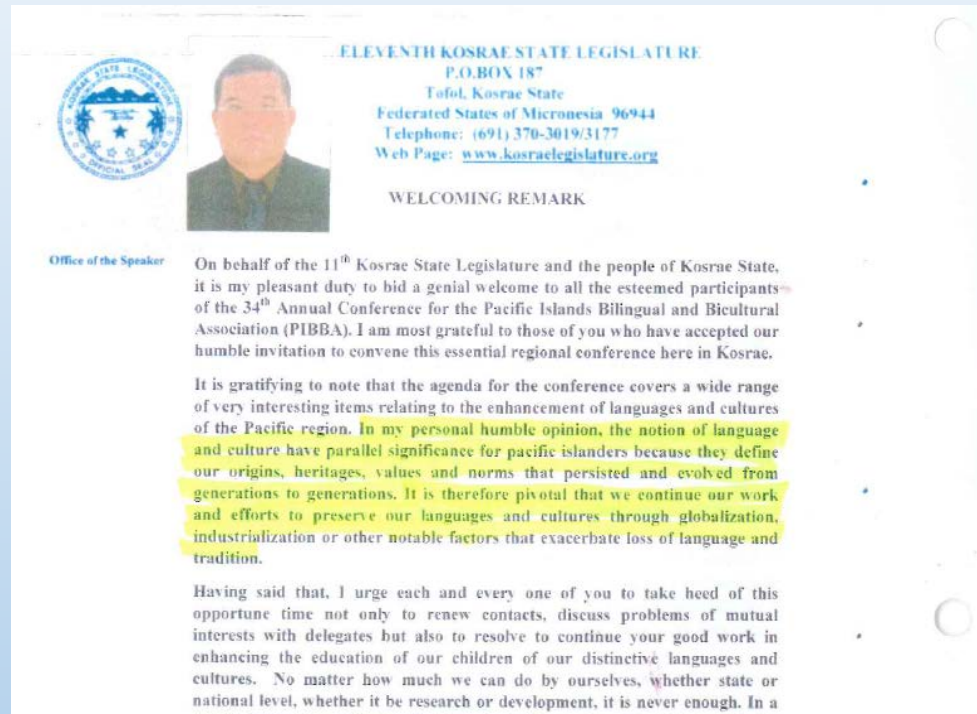 ELEVENTH KOSRAE STATE LEGISLATURE
P.O.BOX 187
Tofol, Kosrae State
Federated States of Micronesia 96944
Telephone: (691) 370-3019/3177
Web Page: www.kosraelegislature.org
KOSRAE STATE LEGISLATURE
OFFICIAL SEAL
WELCOMING REMARK
Office of the Speaker
On behalf of the 11th Kosrae State Legislature and the people of Kosrae State,
it is my pleasant duty to bid a genial welcome to all the esteemed participants
of the 34th Annual Conference for the Pacific Islands Bilingual and Bicultural
Association (PIBBA). I am most grateful to those of you who have accepted our
humble invitation to convene this essential regional conference here in Kosrae.
It is gratifying to note that the agenda for the conference covers a wide range
of very interesting items relating to the enhancement of languages and cultures
of the Pacific region. In my personal humble opinion, the notion of language
and culture have parallel significance for pacific islanders because they define
our origins, heritages, values and norms that persisted and evolved from
generations to generations. It is therefore pivotal that we continue our work
and efforts to preserve our languages and cultures through globalization,
industrialization or other notable factors that exacerbate loss of language and
tradition.
Having said that, I urge each and every one of you to take heed of this
opportune time not only to renew contacts, discuss problems of mutual
interests with delegates but also to resolve to continue your good work in
enhancing the education of our children of our distinctive languages and
cultures. No matter how much we can do by ourselves, whether state or
national level, whether it be research or development, it is never enough. In a